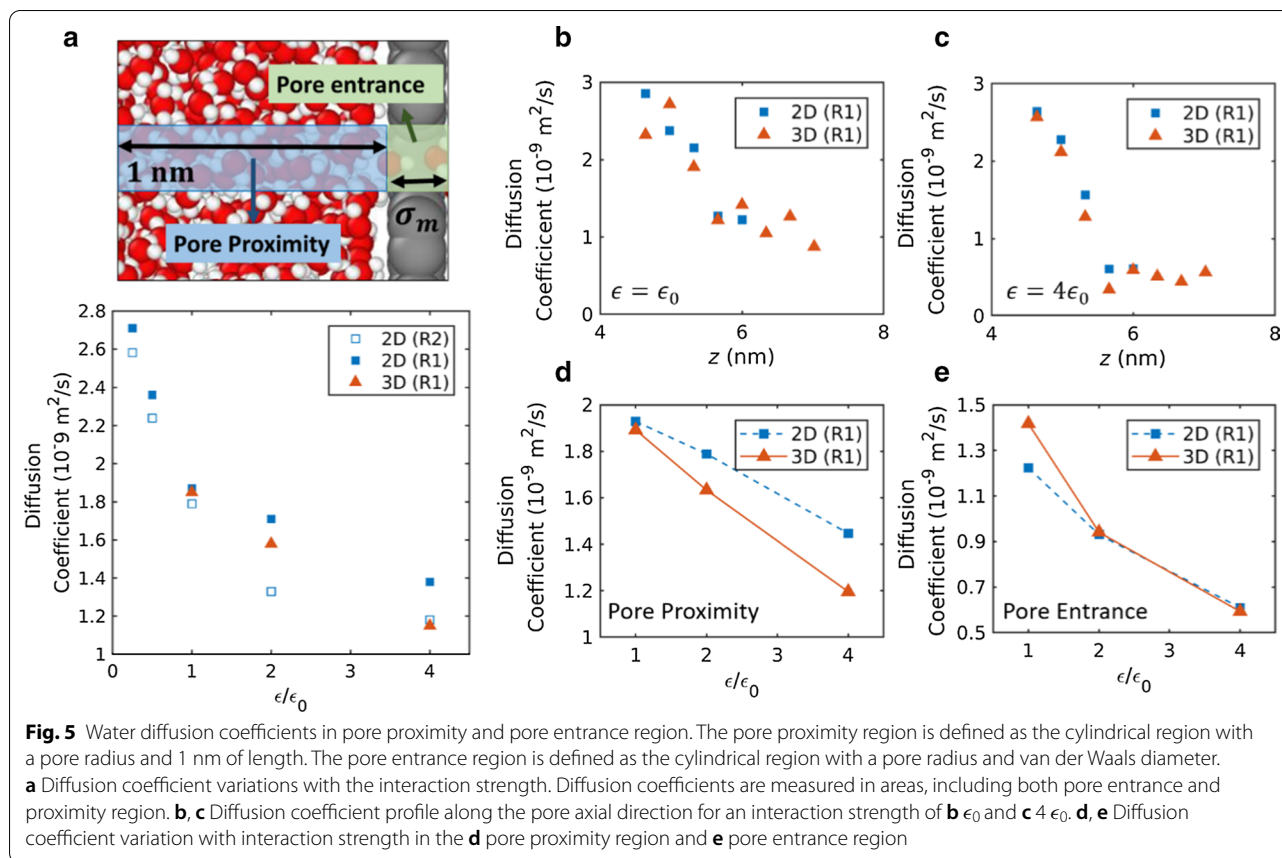 a
Pore entrance
1 nm
σm
Pore Proximity
2.8
2.6
2.4
2.2
2
1.8
1.6
1.4
1.2
1
0
1
2
3
4
Diffusion
Coefficient (10⁻⁹ m²/s)
ϵ/ϵ₀
2D (R2)
2D (R1)
3D (R1)
b
3
2
1
0
4
6
8
Diffusion
Coefficient (10⁻⁹ m²/s)
z (nm)
2D (R1)
3D (R1)
ϵ = ϵ₀
c
3
2
1
0
4
6
8
Diffusion
Coefficient (10⁻⁹ m²/s)
z (nm)
2D (R1)
3D (R1)
ϵ = 4ϵ₀
d
2
1.8
1.6
1.4
1.2
1
1
2
3
4
Diffusion
Coefficient (10⁻⁹ m²/s)
ϵ/ϵ₀
2D (R1)
3D (R1)
Pore Proximity
e
1.5
1.3
1.1
0.9
0.7
0.5
1
2
3
4
Diffusion
Coefficient (10⁻⁹ m²/s)
ϵ/ϵ₀
2D (R1)
3D (R1)
Pore Entrance
Fig. 5 Water diffusion coefficients in pore proximity and pore entrance region. The pore proximity region is defined as the cylindrical region with
a pore radius and 1 nm of length. The pore entrance region is defined as the cylindrical region with a pore radius and van der Waals diameter.
a Diffusion coefficient variations with the interaction strength. Diffusion coefficients are measured in areas, including both pore entrance and
proximity region. b, c Diffusion coefficient profile along the pore axial direction for an interaction strength of b ϵ₀ and c 4 ϵ₀. d, e Diffusion
coefficient variation with interaction strength in the d pore proximity region and e pore entrance region